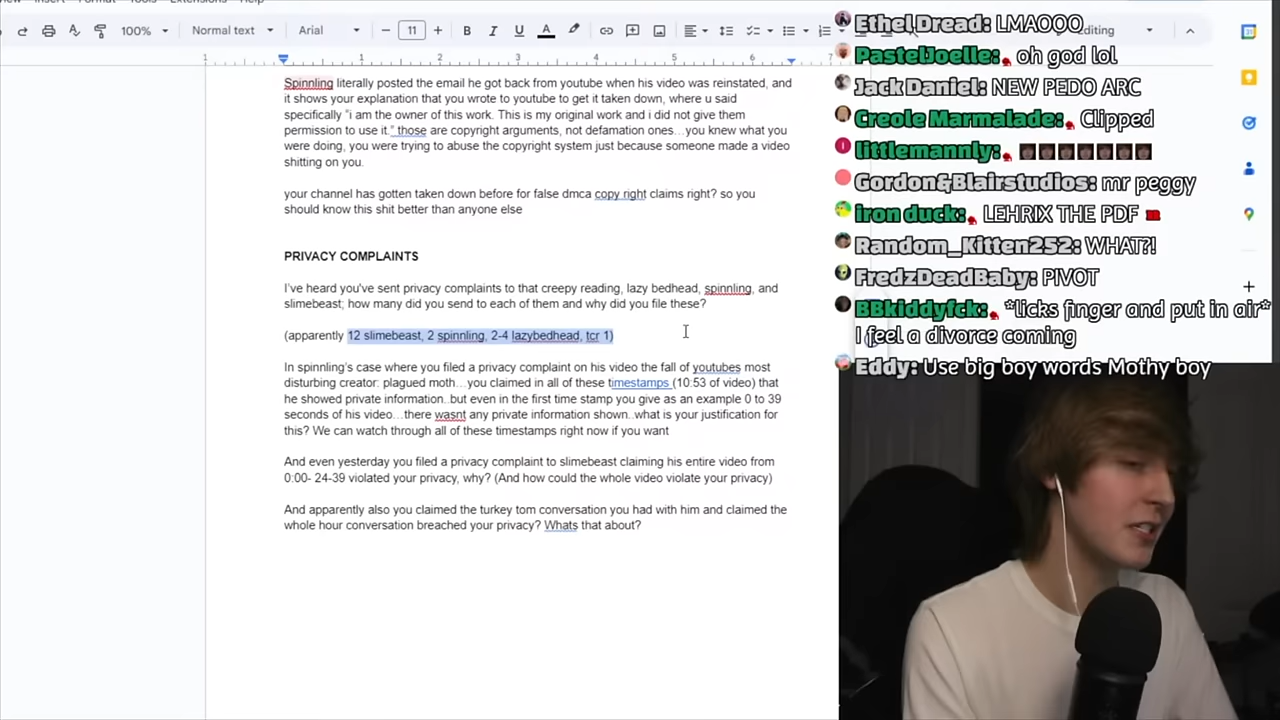 100%
Normal text
Arial
11
B
I
U
A
Editing
1
1
2
3
4
5
6
7
Spinnling literally posted the email he got back from youtube when his video was reinstated, and
it shows your explanation that you wrote to youtube to get it taken down, where u said
specifically "i am the owner of this work. This is my original work and i did not give them
permission to use it." those are copyright arguments, not defamation ones…you knew what you
were doing, you were trying to abuse the copyright system just because someone made a video
shitting on you.
your channel has gotten taken down before for false dmca copy right claims right? so you
should know this shit better than anyone else
PRIVACY COMPLAINTS
I've heard you've sent privacy complaints to that creepy reading, lazy bedhead, spinnling, and
slimebeast; how many did you send to each of them and why did you file these?
(apparently 12 slimebeast, 2 spinnling, 2-4 lazybedhead, tcr 1)
In spinnling's case where you filed a privacy complaint on his video the fall of youtubes most
disturbing creator: plagued moth…you claimed in all of these timestamps (10:53 of video) that
he showed private information..but even in the first time stamp you give as an example 0 to 39
seconds of his video…there wasnt any private information shown..what is your justification for
this? We can watch through all of these timestamps right now if you want
And even yesterday you filed a privacy complaint to slimebeast claiming his entire video from
0:00- 24-39 violated your privacy, why? (And how could the whole video violate your privacy)
And apparently also you claimed the turkey tom conversation you had with him and claimed the
whole hour conversation breached your privacy? Whats that about?
Ethel Dread: LMAOOO
PastelJoelle: oh god lol
Jack Daniel: NEW PEDO ARC
Creole Marmalade: Clipped
littlemannly:
Gordon&Blairstudios: mr peggy
iron duck: LEHRIX THE PDF
Random_Kitten252: WHAT?!
FredzDeadBaby: PIVOT
BBkiddyfck: *licks finger and put in air*
I feel a divorce coming
Eddy: Use big boy words Mothy boy